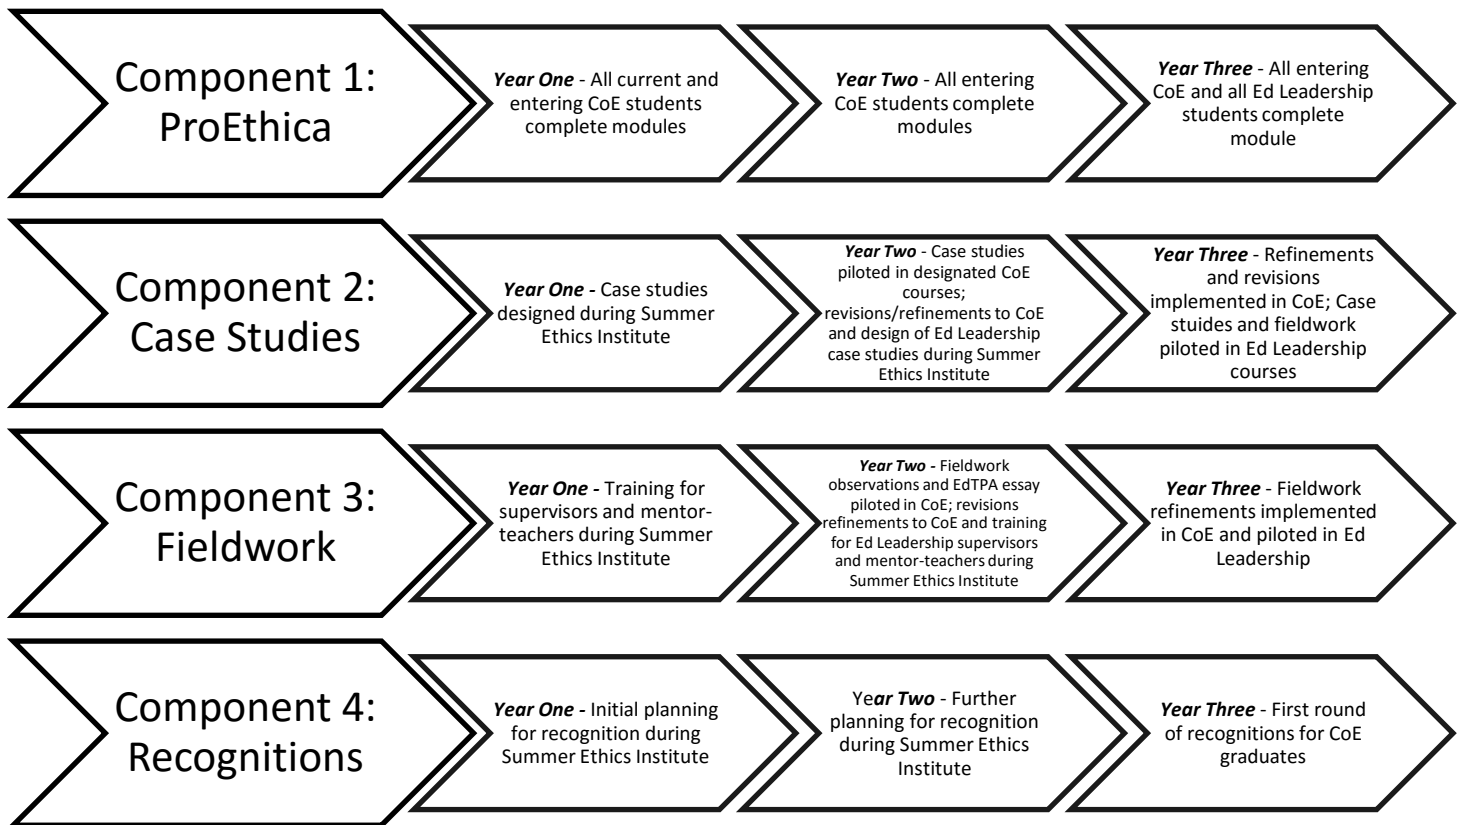 Component 1:
ProEthica
Year One - All current and
entering CoE students
complete modules
Year Two - All entering
CoE students complete
modules
Year Three - All entering
CoE and all Ed Leadership
students complete
module
Component 2:
Case Studies
Year One - Case studies
designed during Summer
Ethics Institute
Year Two - Case studies
piloted in designated CoE
courses;
revisions/refinements to CoE
and design of Ed Leadership
case studies during Summer
Ethics Institute
Year Three - Refinements
and revisions
implemented in CoE; Case
stuides and fieldwork
piloted in Ed Leadership
courses
Component 3:
Fieldwork
Year One - Training for
supervisors and mentor-
teachers during Summer
Ethics Institute
Year Two - Fieldwork
observations and EdTPA essay
piloted in CoE; revisions
refinements to CoE and training
for Ed Leadership supervisors
and mentor-teachers during
Summer Ethics Institute
Year Three - Fieldwork
refinements implemented
in CoE and piloted in Ed
Leadership
Component 4:
Recognitions
Year One - Initial planning
for recognition during
Summer Ethics Institute
Year Two - Further
planning for recognition
during Summer Ethics
Institute
Year Three - First round
of recognitions for CoE
graduates